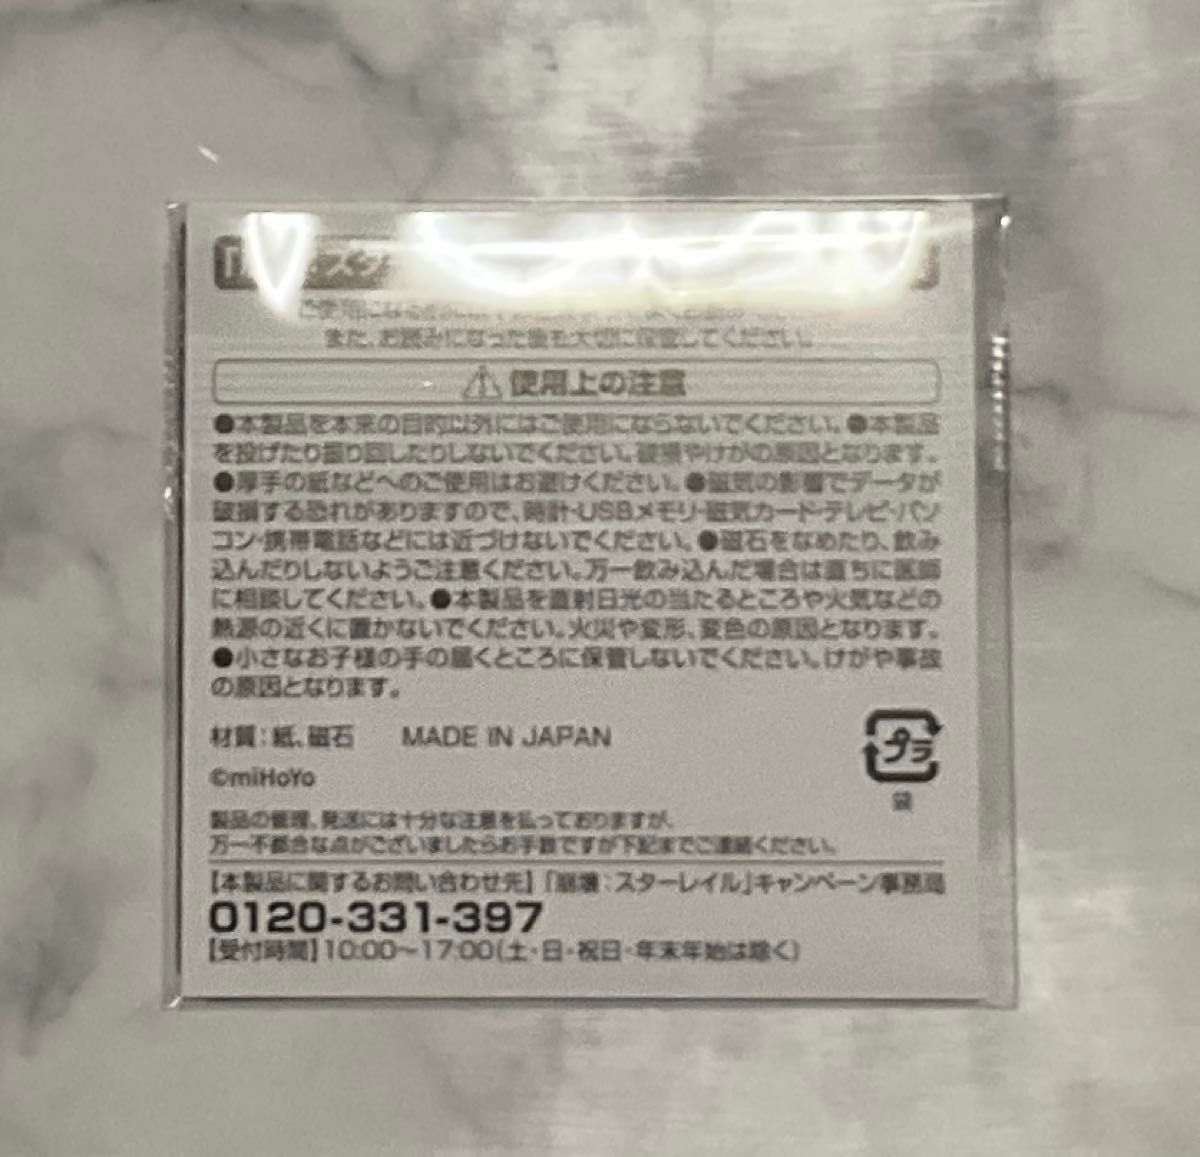 ご使用になる
また、お読みになった後も大切に保管してください。
⚠使用上の注意
●本製品を本来の目的以外にはご使用にならないでください。●本製品
を投げたり振り回したりしないでください。破損やけがの原因となります。
●厚手の紙などへのご使用はお避けください。●磁気の影響でデータが
破損する恐れがありますので、時計・USBメモリ・磁気カード・テレビ・パソ
コン・携帯電話などには近づけないでください。●磁石をなめたり、飲み
込んだりしないようご注意ください。万一飲み込んだ場合は直ちに医師
に相談してください。●本製品を直射日光の当たるところや火気などの
熱源の近くに置かないでください。火災や変形、変色の原因となります。
●小さなお子様の手の届くところに保管しないでください。けがや事故
の原因となります。
材質:紙、磁石 MADE IN JAPAN
プラ
©miHoYo
袋
製品の管理、発送には十分な注意を払っておりますが、
万一不都合な点がございましたらお手数ですが下記までご連絡ください。
【本製品に関するお問い合わせ先】「崩壊:スターレイル」キャンペーン事務局
0120-331-397
【受付時間】10:00〜17:00(土・日・祝日・年末年始は除く)